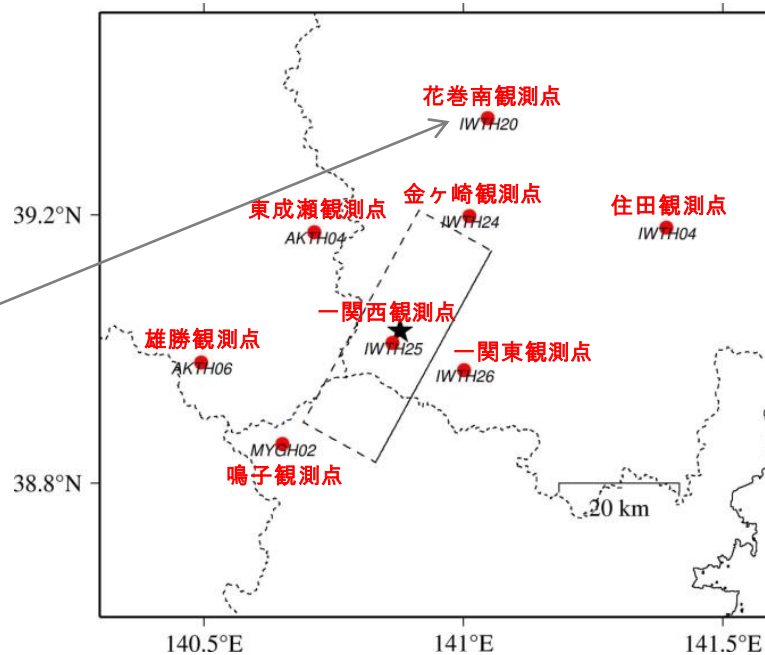 花巻南観測点
IWTH20
金ヶ崎観測点
IWTH24
住田観測点
IWTH04
39.2°N
東成瀬観測点
AKTH04
一関西観測点
IWTH25
雄勝観測点
AKTH06
一関東観測点
IWTH26
MYGH02
鳴子観測点
38.8°N
20 km
140.5°E
141°E
141.5°E